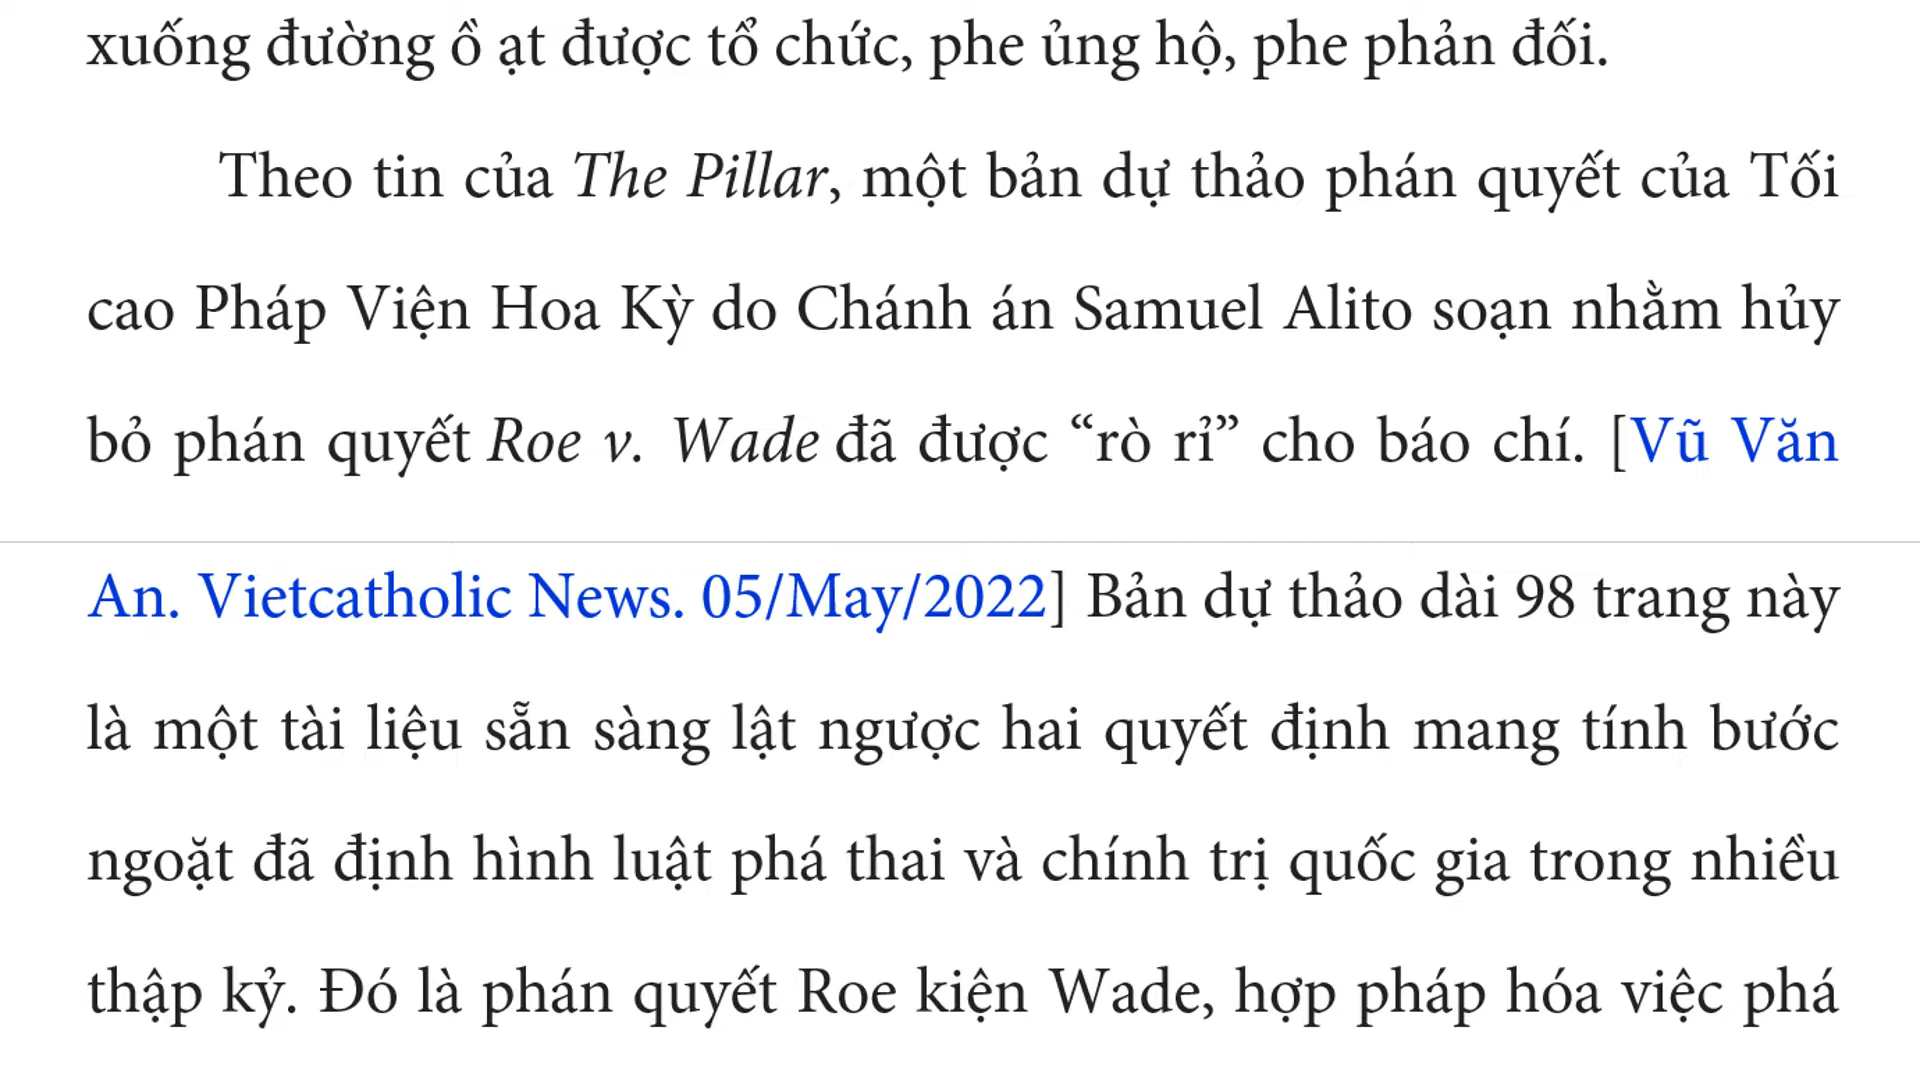 xuống đường ồ ạt được tổ chức, phe ủng hộ, phe phản đối.
Theo tin của The Pillar, một bản dự thảo phán quyết của Tối
cao Pháp Viện Hoa Kỳ do Chánh án Samuel Alito soạn nhằm hủy
bỏ phán quyết Roe v. Wade đã được “rò rỉ” cho báo chí. [Vũ Văn
An. Vietcatholic News. 05/May/2022] Bản dự thảo dài 98 trang này
là một tài liệu sẵn sàng lật ngược hai quyết định mang tính bước
ngoặt đã định hình luật phá thai và chính trị quốc gia trong nhiều
thập kỷ. Đó là phán quyết Roe kiện Wade, hợp pháp hóa việc phá